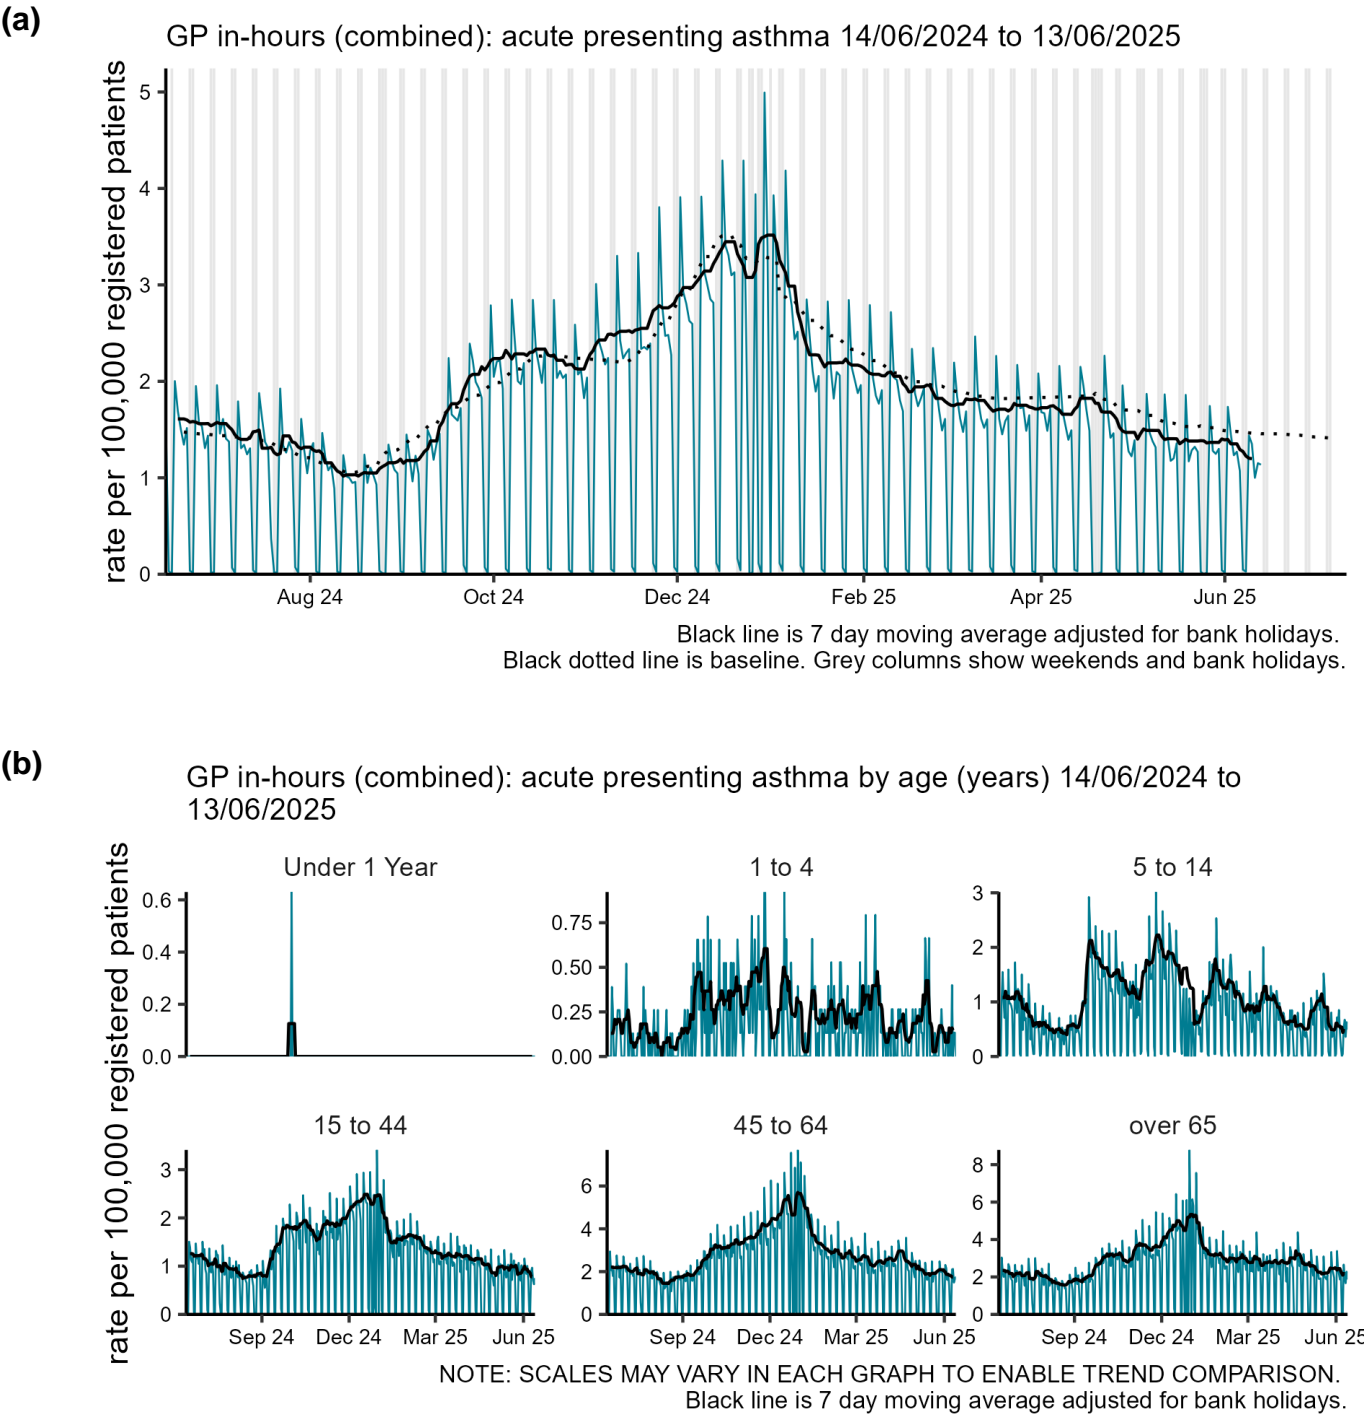 (a)
GP in-hours (combined): acute presenting asthma 14/06/2024 to 13/06/2025
rate per 100,000 registered patients
5
4
3
2
1
0
Aug 24 Oct 24 Dec 24 Feb 25 Apr 25 Jun 25
Black line is 7 day moving average adjusted for bank holidays.
Black dotted line is baseline. Grey columns show weekends and bank holidays.
(b)
GP in-hours (combined): acute presenting asthma by age (years) 14/06/2024 to
13/06/2025
rate per 100,000 registered patients
Under 1 Year
0.6
0.4
0.2
0.0
1 to 4
0.75
0.50
0.25
0.00
5 to 14
3
2
1
0
15 to 44
3
2
1
0
Sep 24 Dec 24 Mar 25 Jun 25
45 to 64
6
4
2
0
Sep 24 Dec 24 Mar 25 Jun 25
over 65
8
6
4
2
0
Sep 24 Dec 24 Mar 25 Jun 25
NOTE: SCALES MAY VARY IN EACH GRAPH TO ENABLE TREND COMPARISON.
Black line is 7 day moving average adjusted for bank holidays.